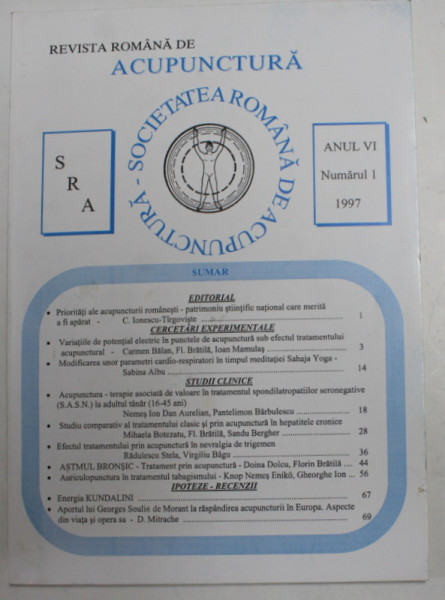 REVISTA ROMÂNĂ DE
ACUPUNCTURĂ
SOCIETATEA ROMÂNĂ DE ACUPUNCTURĂ -
S
R
A
ANUL VI
Numărul 1
1997
SUMAR
EDITORIAL
• Priorităţi ale acupuncturii româneşti - patrimoniu ştiinţific naţional care merită
a fi apărat - C. Ionescu-Tîrgovişte ... 1
CERCETĂRI EXPERIMENTALE
• Variaţiile de potenţial electric în punctele de acupunctură sub efectul tratamentului
acupunctural - Carmen Bălan, Fl. Brătilă, Ioan Mamulaş ... 3
• Modificarea unor parametri cardio-respiratori în timpul meditaţiei Sahaja Yoga -
Sabina Albu ... 14
STUDII CLINICE
• Acupunctura - terapie asociată de valoare în tratamentul spondilatropatiilor seronegative
(S.A.S.N.) la adultul tânăr (16-45 ani)
Nemeş Ion Dan Aurelian, Pantelimon Bărbulescu ... 18
• Studiu comparativ al tratamentului clasic şi prin acupunctură în hepatitele cronice
Mihaela Botezatu, Fl. Brătilă, Sandu Bergher ... 28
• Efectul tratamentului prin acupunctură în nevralgia de trigemen
Rădulescu Stela, Virgiliu Bâgu ... 36
• ASTMUL BRONŞIC - Tratament prin acupunctură - Doina Dolcu, Florin Brătilă ... 44
• Auriculopunctura în tratamentul tabagismului - Knop Nemeş Enikö, Gheorghe Ion ... 56
IPOTEZE - RECENZII
• Energia KUNDALINI ... 67
• Aportul lui Georges Soulié de Morant la răspândirea acupuncturii în Europa. Aspecte
din viaţa şi opera sa - D. Mitrache ... 69